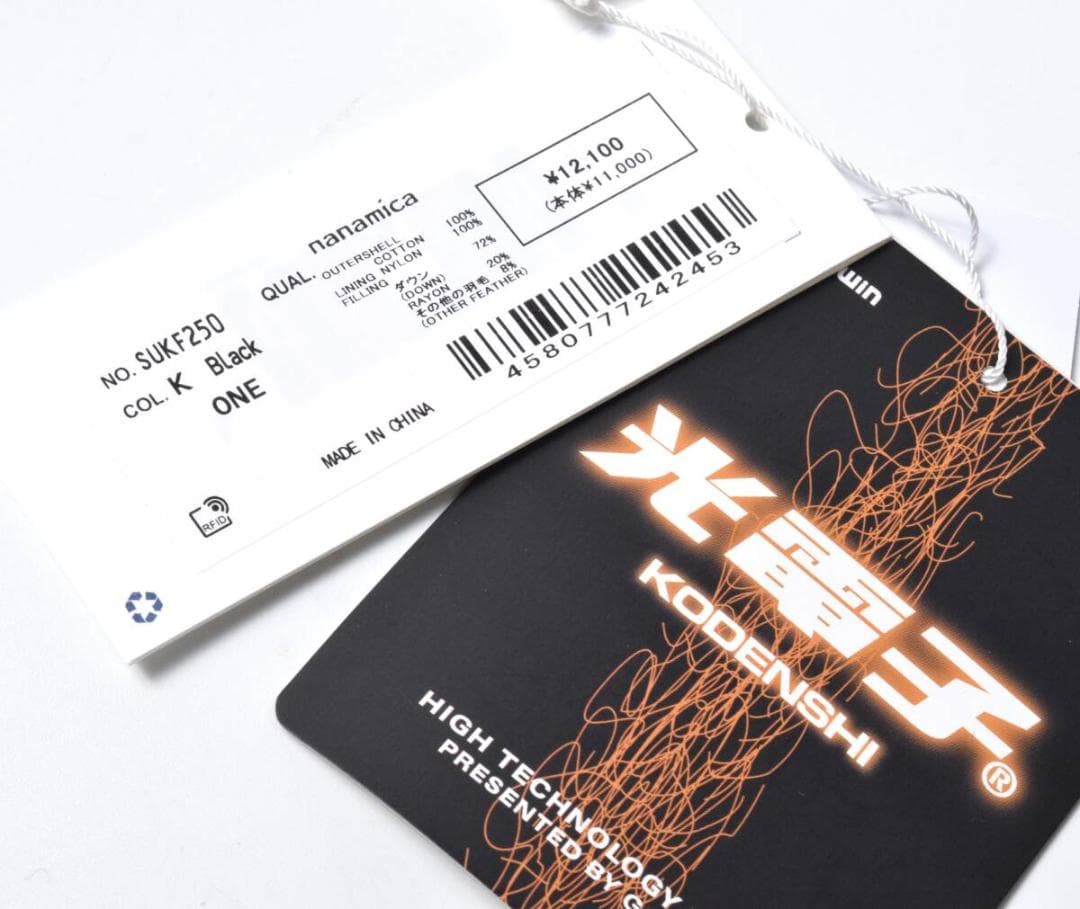 nanamica
¥12,100
(本体¥11,000)
QUAL. OUTERSHELL 100%
COTTON 100%
LINING NYLON
FILLING ダウン 72%
(DOWN)
RAYON 20%
その他の羽毛 8%
(OTHER FEATHER)
4580777242453
NO. SUKF250
COL. K Black
ONE
MADE IN CHINA
RFID
WIN
光電子®
KODENSHI
HIGH TECHNOLOGY
PRESENTED BY G